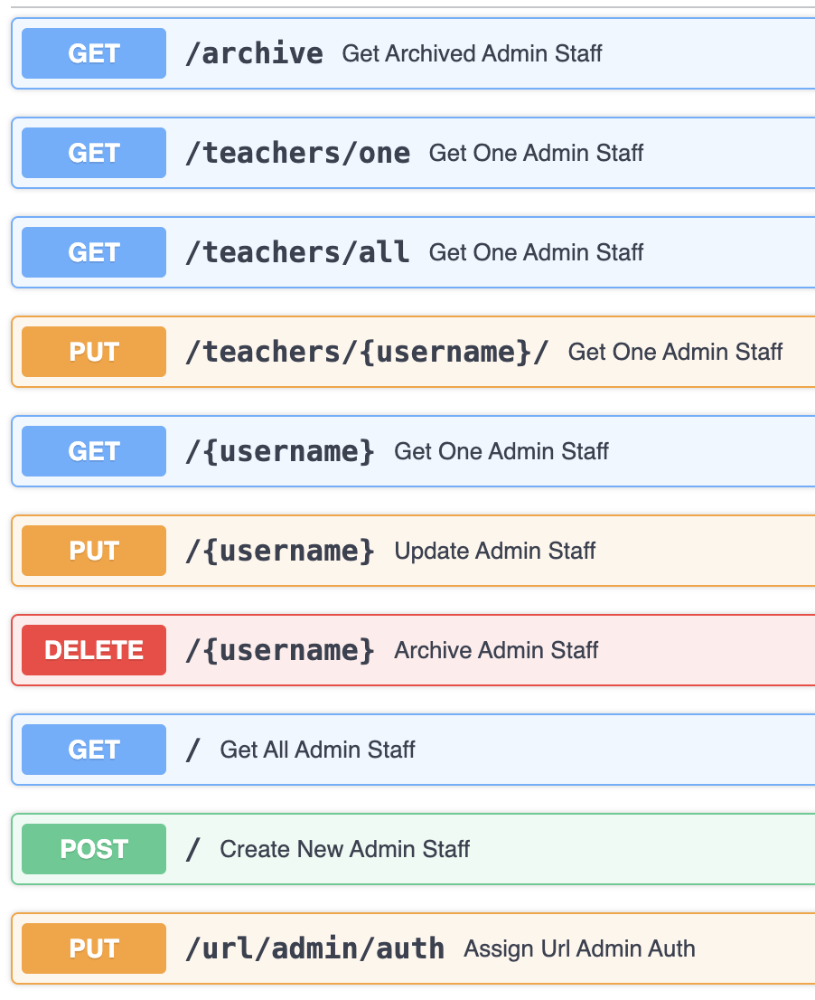 GET /archive Get Archived Admin Staff
GET /teachers/one Get One Admin Staff
GET /teachers/all Get One Admin Staff
PUT /teachers/{username}/ Get One Admin Staff
GET /{username} Get One Admin Staff
PUT /{username} Update Admin Staff
DELETE /{username} Archive Admin Staff
GET / Get All Admin Staff
POST / Create New Admin Staff
PUT /url/admin/auth Assign Url Admin Auth